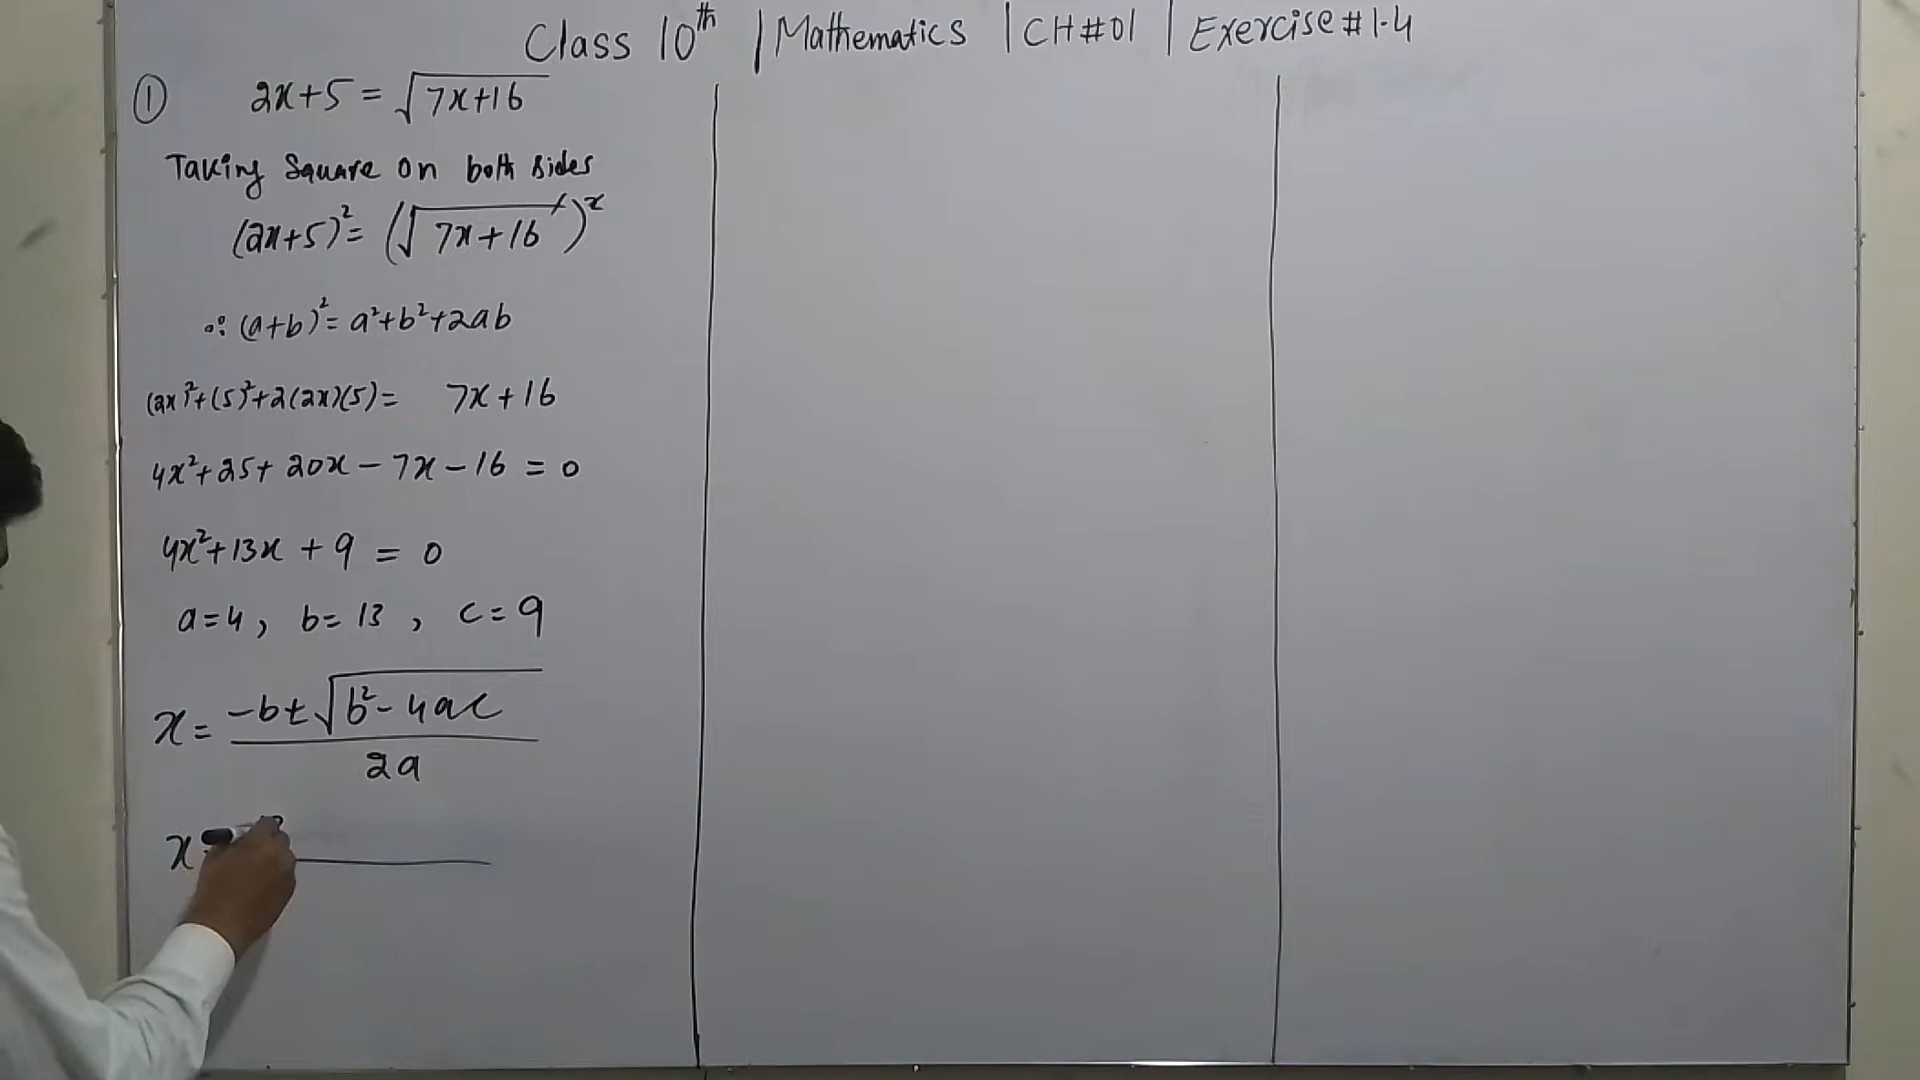 Class 10th | Mathematics | CH#01 | Exercise#1.4
① 2x+5 = √7x+16
Taking Square on both sides
(2x+5)² = (√7x+16)²
∴ (a+b)² = a²+b²+2ab
(2x)²+(5)²+2(2x)(5) = 7x+16
4x²+25+20x-7x-16 = 0
4x²+13x+9 = 0
a=4, b=13, c=9
x = -b±√b²-4ac
2a
x